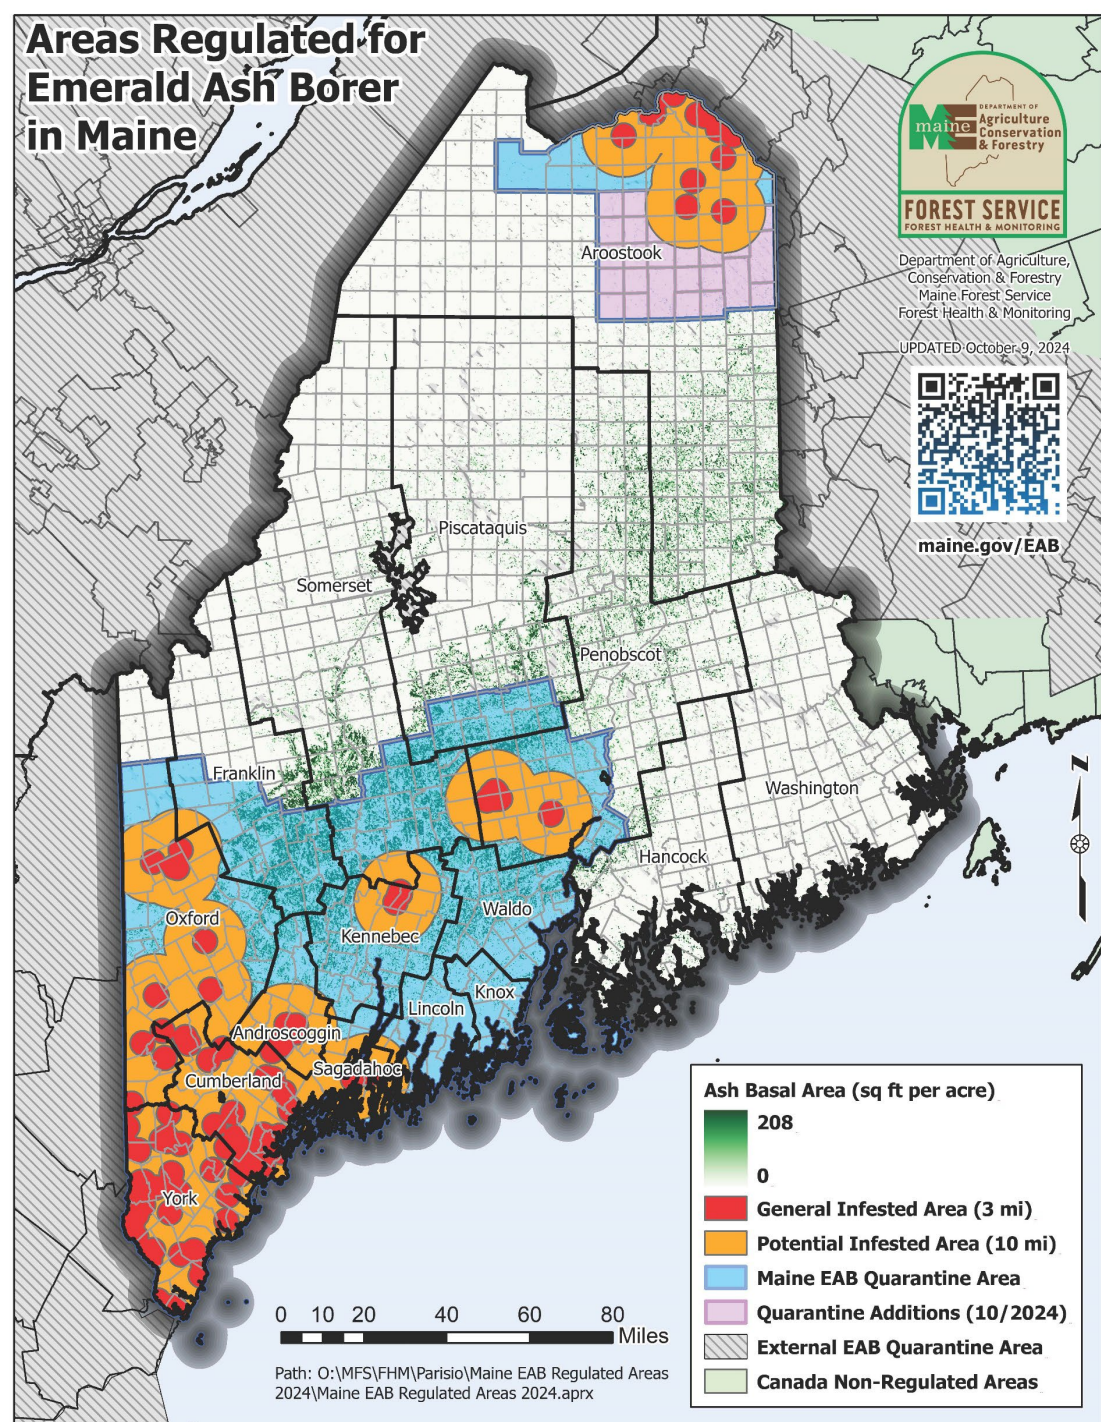 Areas Regulated for
Emerald Ash Borer
in Maine
maine
DEPARTMENT OF
Agriculture
Conservation
& Forestry
FOREST SERVICE
FOREST HEALTH & MONITORING
Department of Agriculture,
Conservation & Forestry
Maine Forest Service
Forest Health & Monitoring
UPDATED October 9, 2024
maine.gov/EAB
Aroostook
Piscataquis
Somerset
Penobscot
Franklin
Washington
Hancock
Oxford
Waldo
Kennebec
Knox
Lincoln
Androscoggin
Sagadahoc
Cumberland
York
N
Ash Basal Area (sq ft per acre)
208
0
General Infested Area (3 mi)
Potential Infested Area (10 mi)
Maine EAB Quarantine Area
Quarantine Additions (10/2024)
External EAB Quarantine Area
Canada Non-Regulated Areas
0 10 20 40 60 80
Miles
Path: O:\MFS\FHM\Parisio\Maine EAB Regulated Areas
2024\Maine EAB Regulated Areas 2024.aprx